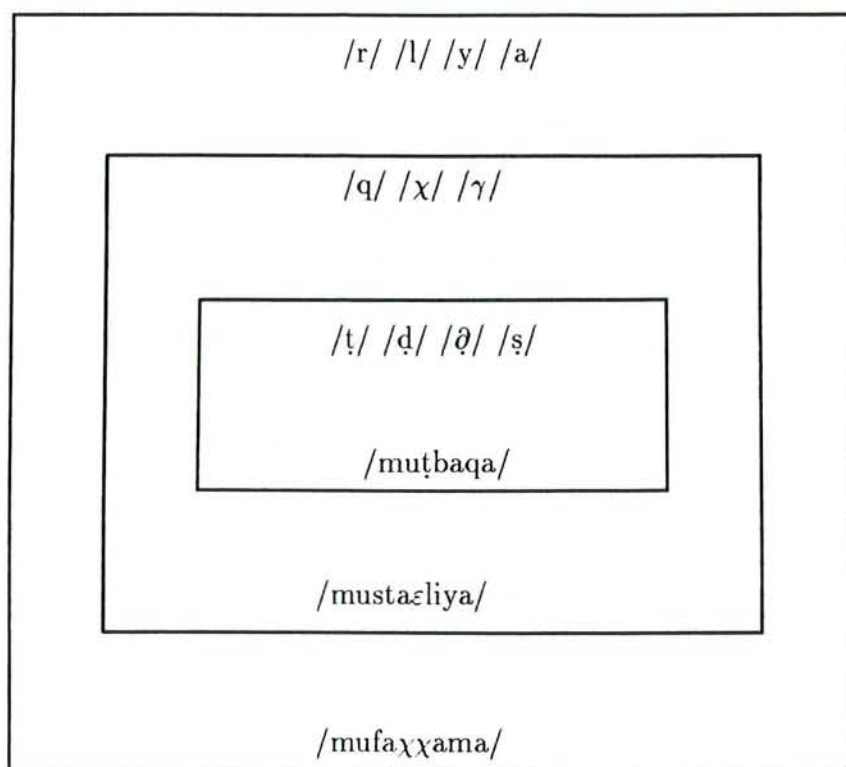 /r/ /l/ /y/ /a/
/q/ /χ/ /γ/
/ṭ/ /ḍ/ /∂̣/ /ṣ/
/muṭbaqa/
/mustaεliya/
/mufaχχama/